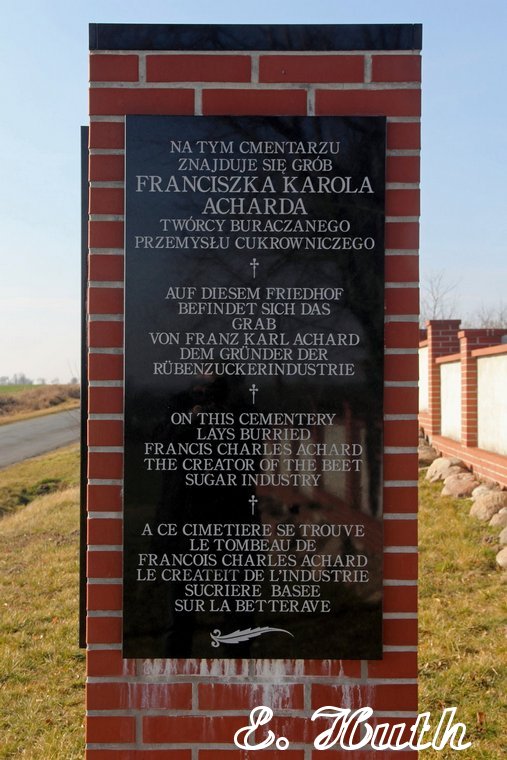 NA TYM CMENTARZU
ZNAJDUJE SIĘ GRÓB
FRANCISZKA KAROLA
ACHARDA
TWÓRCY BURACZANEGO
PRZEMYSŁU CUKROWNICZEGO
†
AUF DIESEM FRIEDHOF
BEFINDET SICH DAS
GRAB
VON FRANZ KARL ACHARD
DEM GRÜNDER DER
RÜBENZUCKERINDUSTRIE
†
ON THIS CEMENTERY
LAYS BURRIED
FRANCIS CHARLES ACHARD
THE CREATOR OF THE BEET
SUGAR INDUSTRY
†
A CE CIMETIERE SE TROUVE
LE TOMBEAU DE
FRANCOIS CHARLES ACHARD
LE CREATEIT DE L'INDUSTRIE
SUCRIERE BASEE
SUR LA BETTERAVE
E. Huth